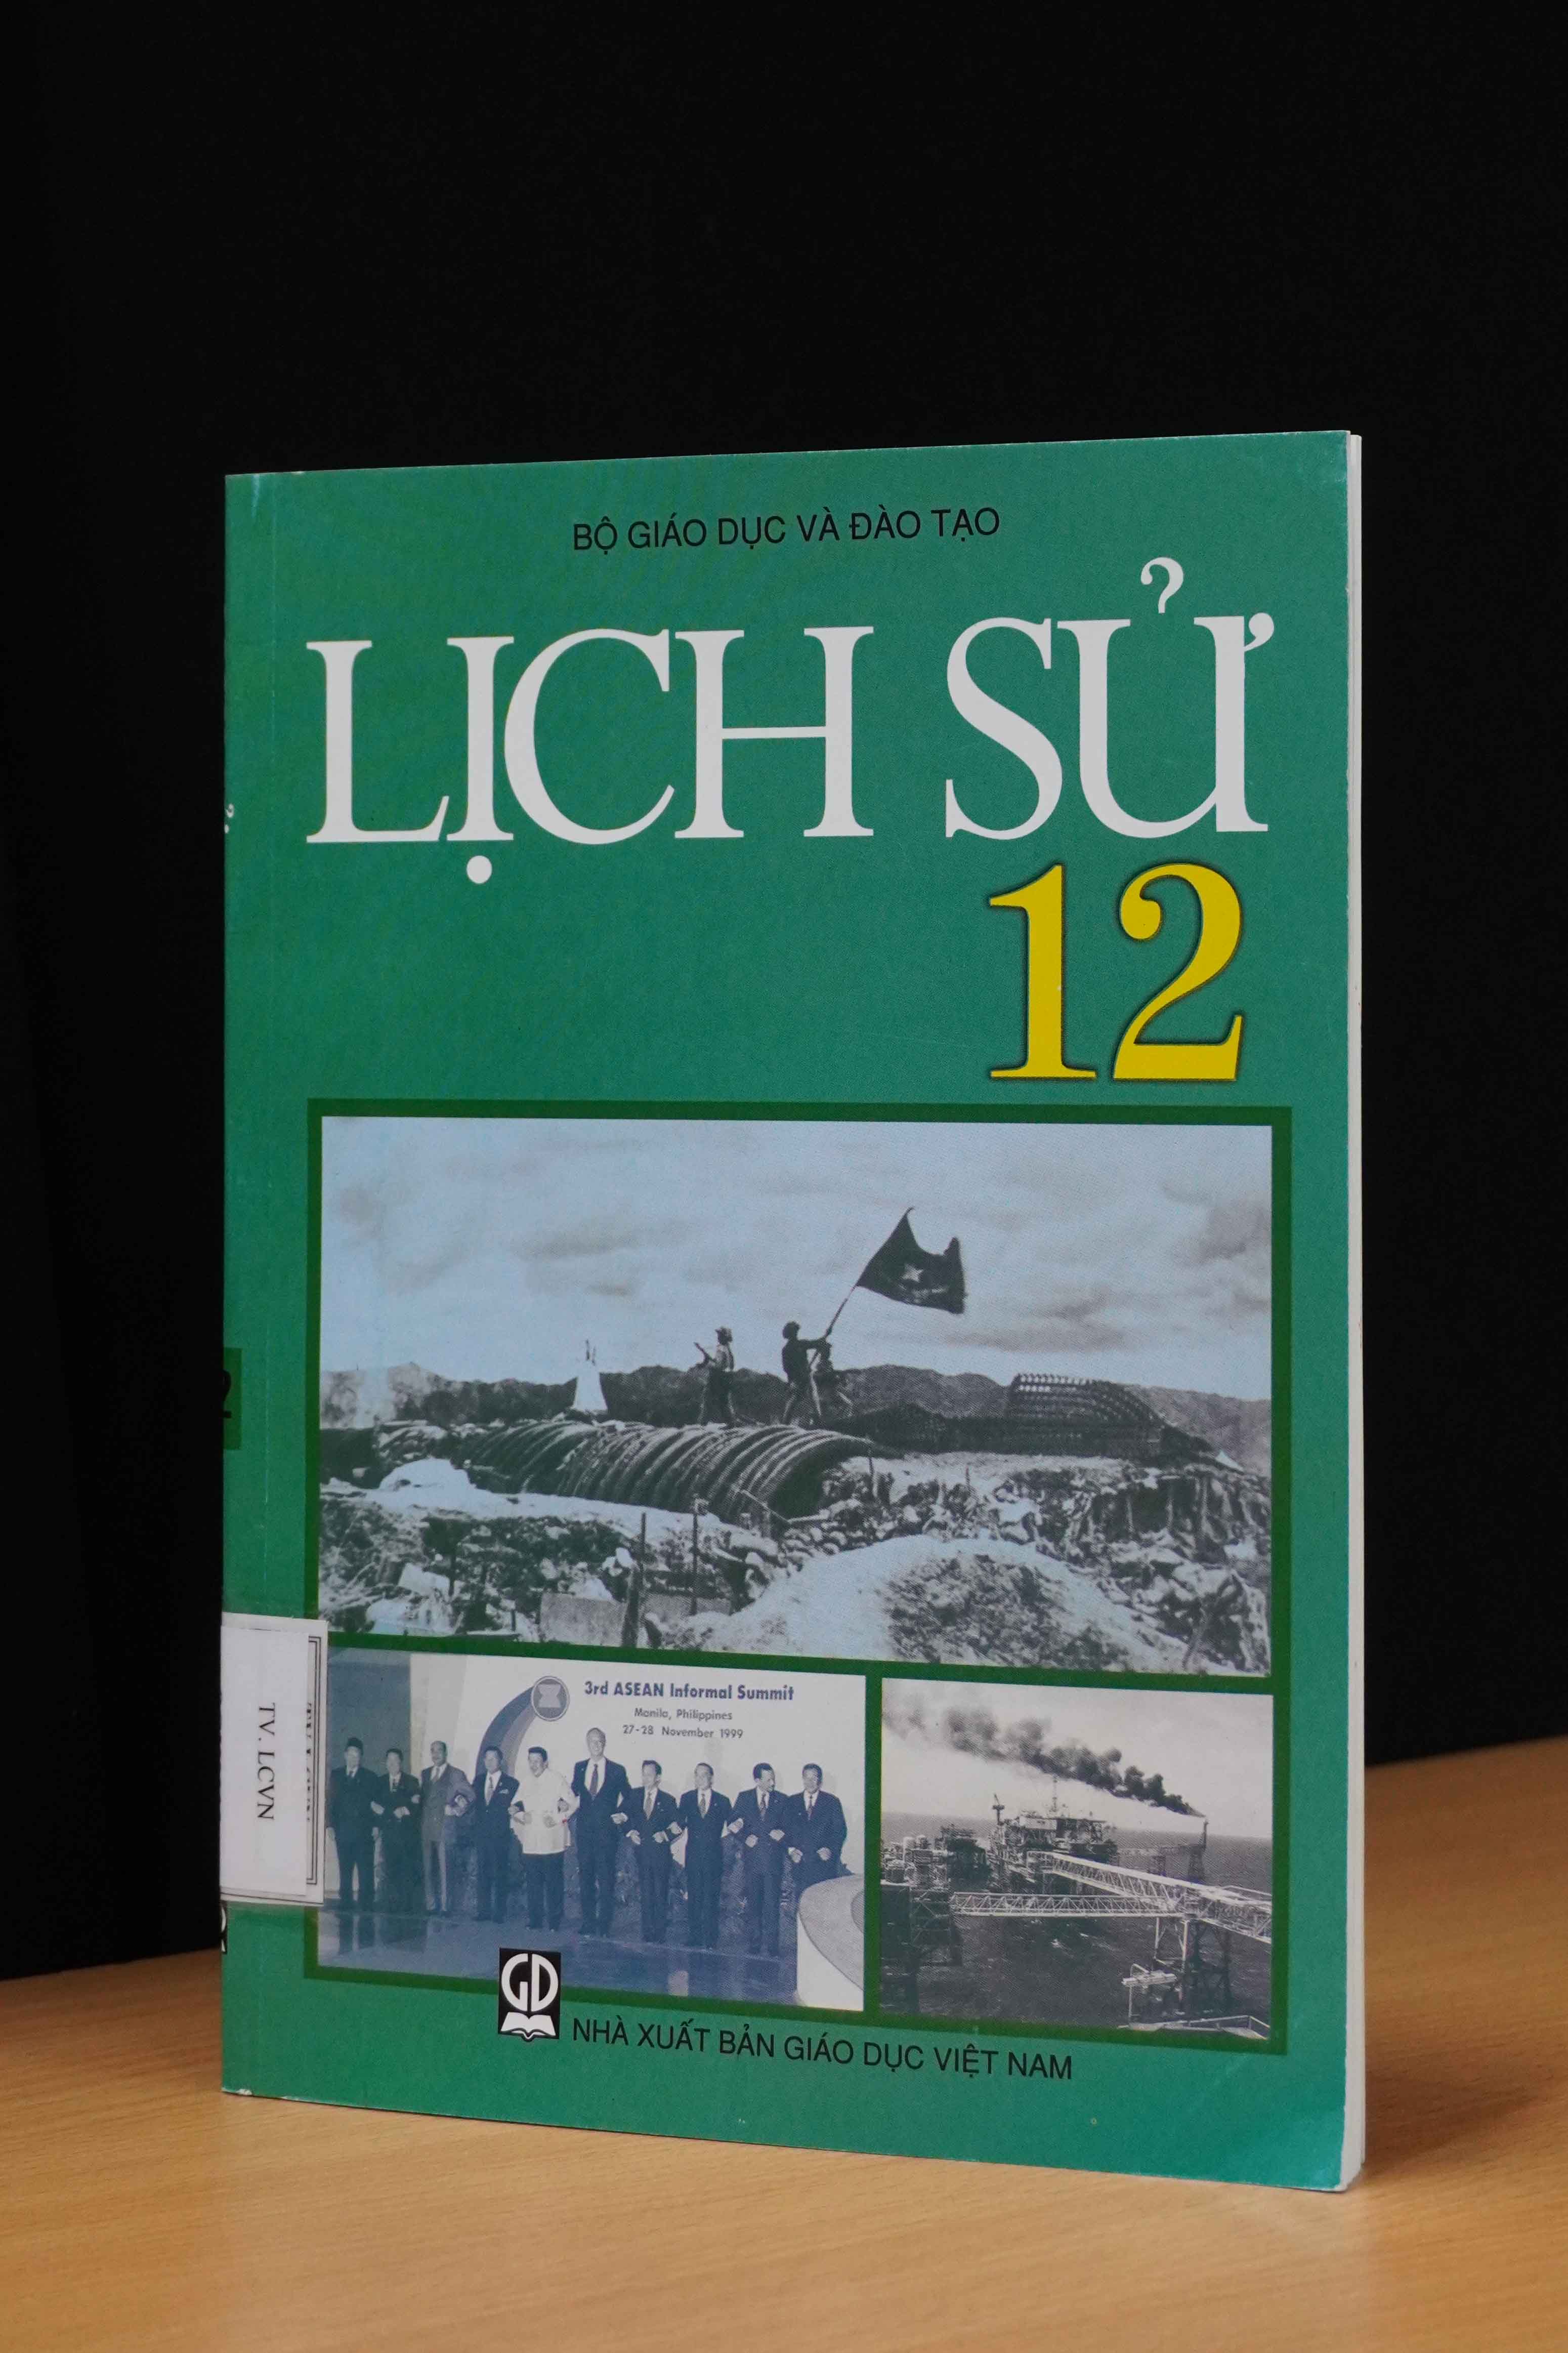 BỘ GIÁO DỤC VÀ ĐÀO TẠO
LỊCH SỬ
12
3rd ASEAN Informal Summit
Manila, Philippines
27-28 November 1999
TV. LCVN
GD
NHÀ XUẤT BẢN GIÁO DỤC VIỆT NAM